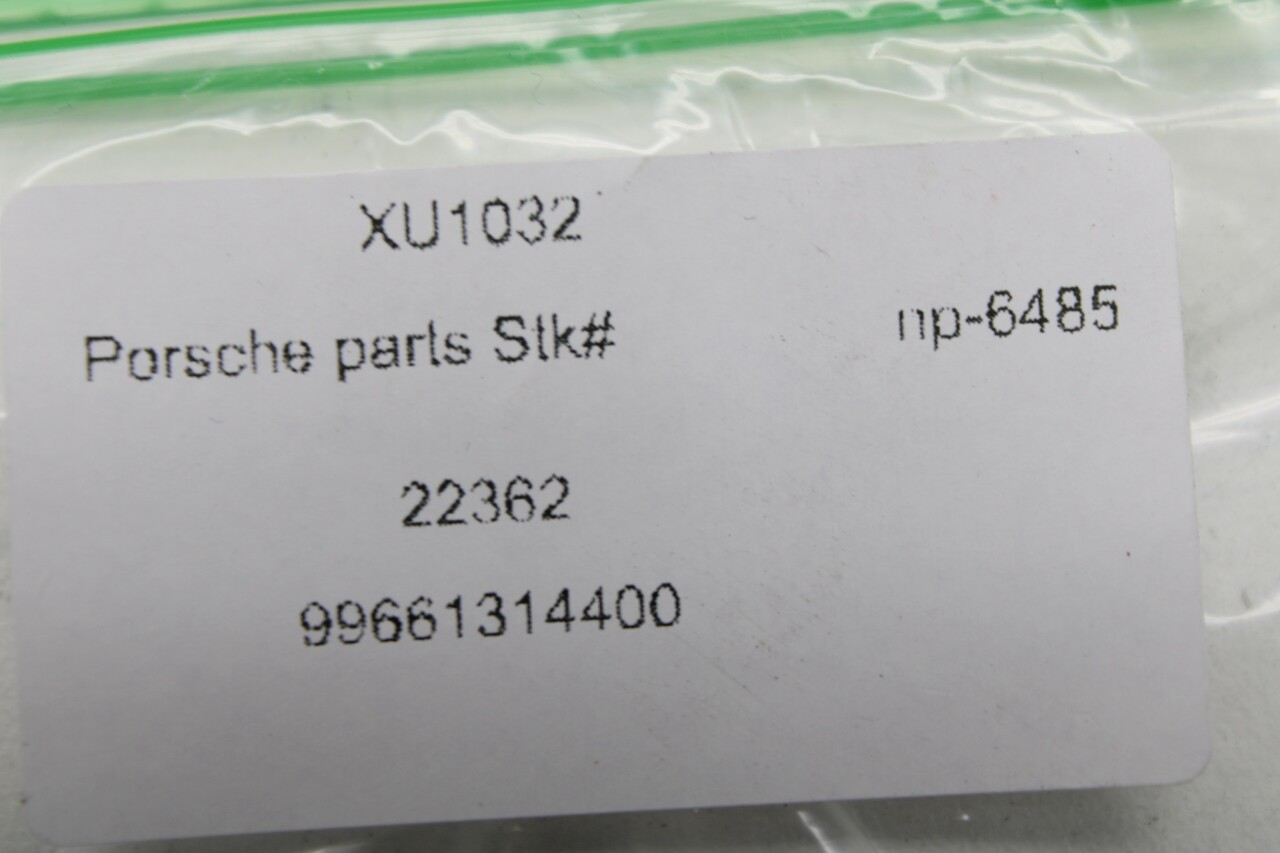 XU1032
Porsche parts Stk#
np-6485
22362
99661314400